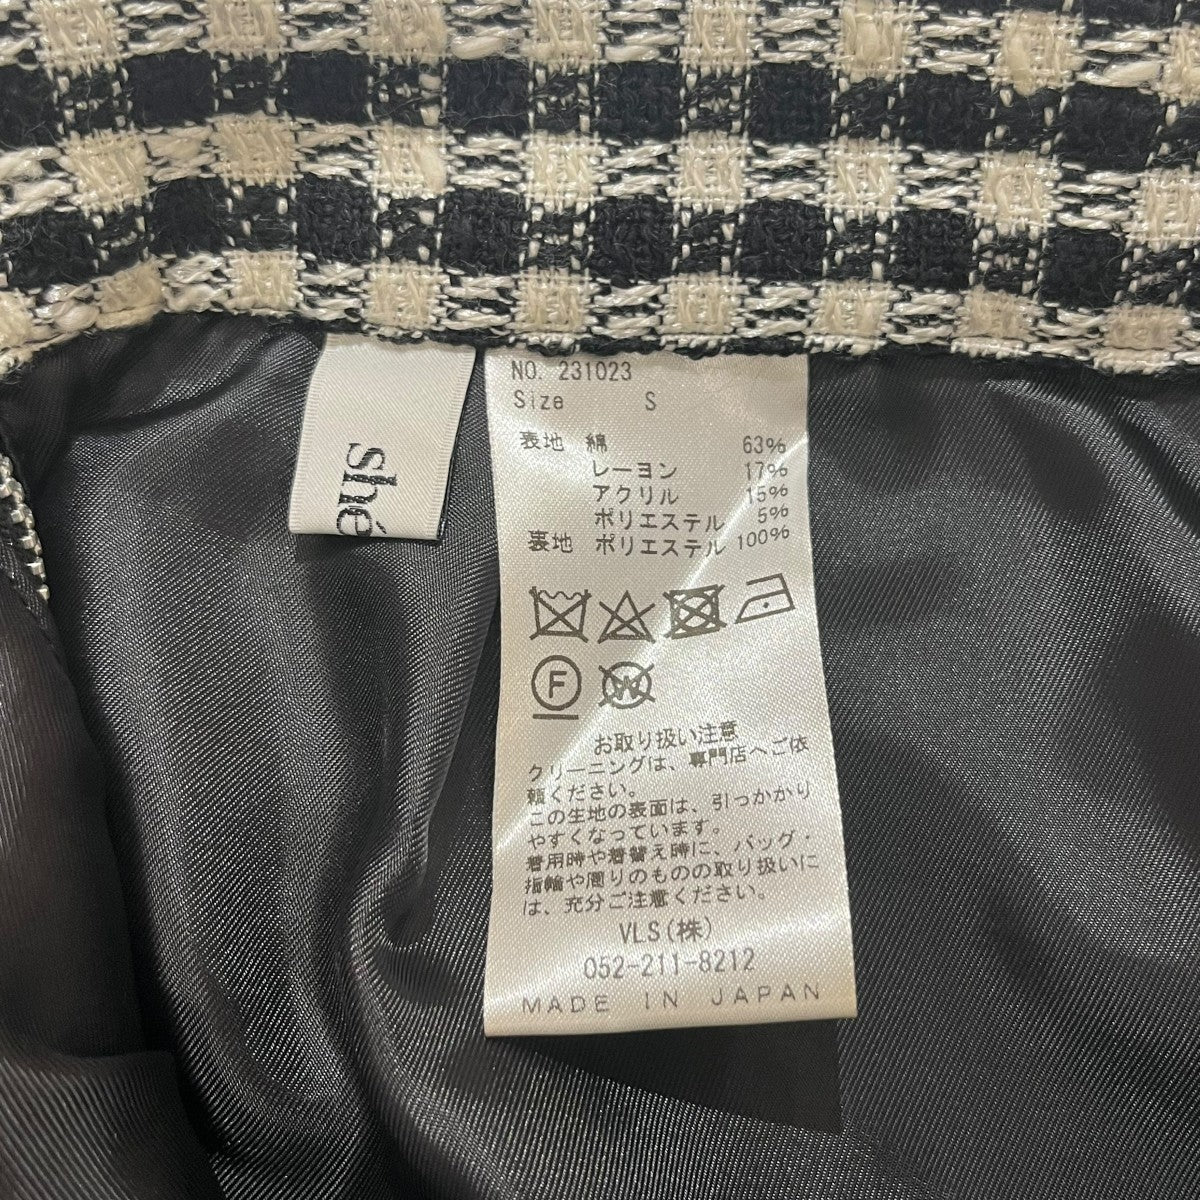 shé
NO. 231023
Size S
表地 綿 63%
レーヨン 17%
アクリル 15%
ポリエステル 5%
裏地 ポリエステル 100%
F
W
お取り扱い注意
クリーニングは、専門店へご依
頼ください。
この生地の表面は、引っかかり
やすくなっています。
着用時や着替え時に、バッグ・
指輪や周りのものの取り扱いに
は、充分ご注意ください。
VLS(株)
052-211-8212
MADE IN JAPAN